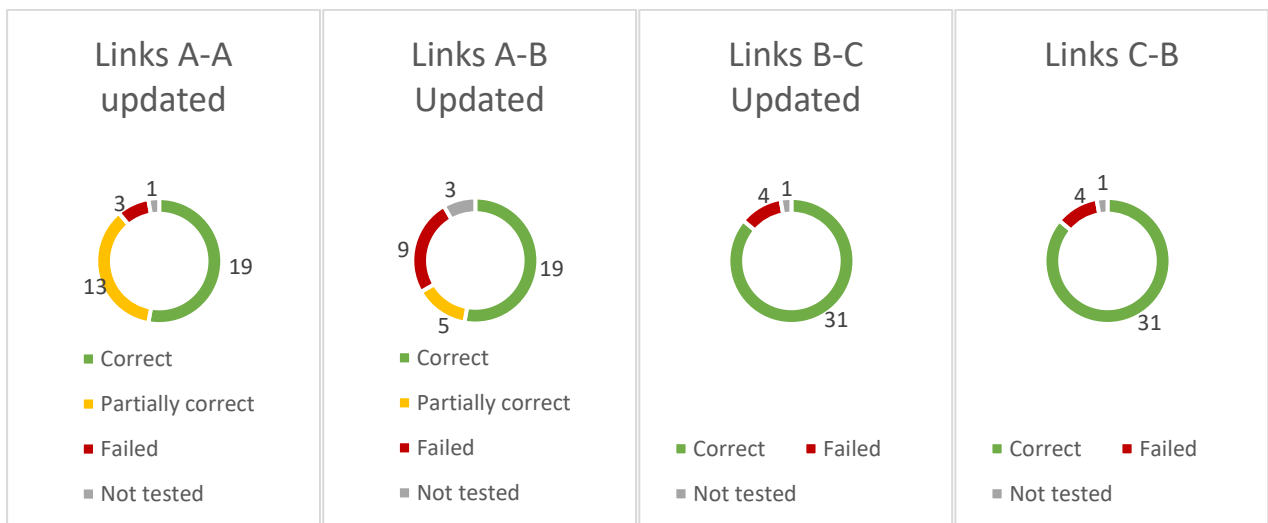 Links A-A
updated
1
3
19
13
Correct
Partially correct
Failed
Not tested
Links A-B
Updated
3
9
19
5
Correct
Partially correct
Failed
Not tested
Links B-C
Updated
4
1
31
Correct
Failed
Not tested
Links C-B
4
1
31
Correct
Failed
Not tested